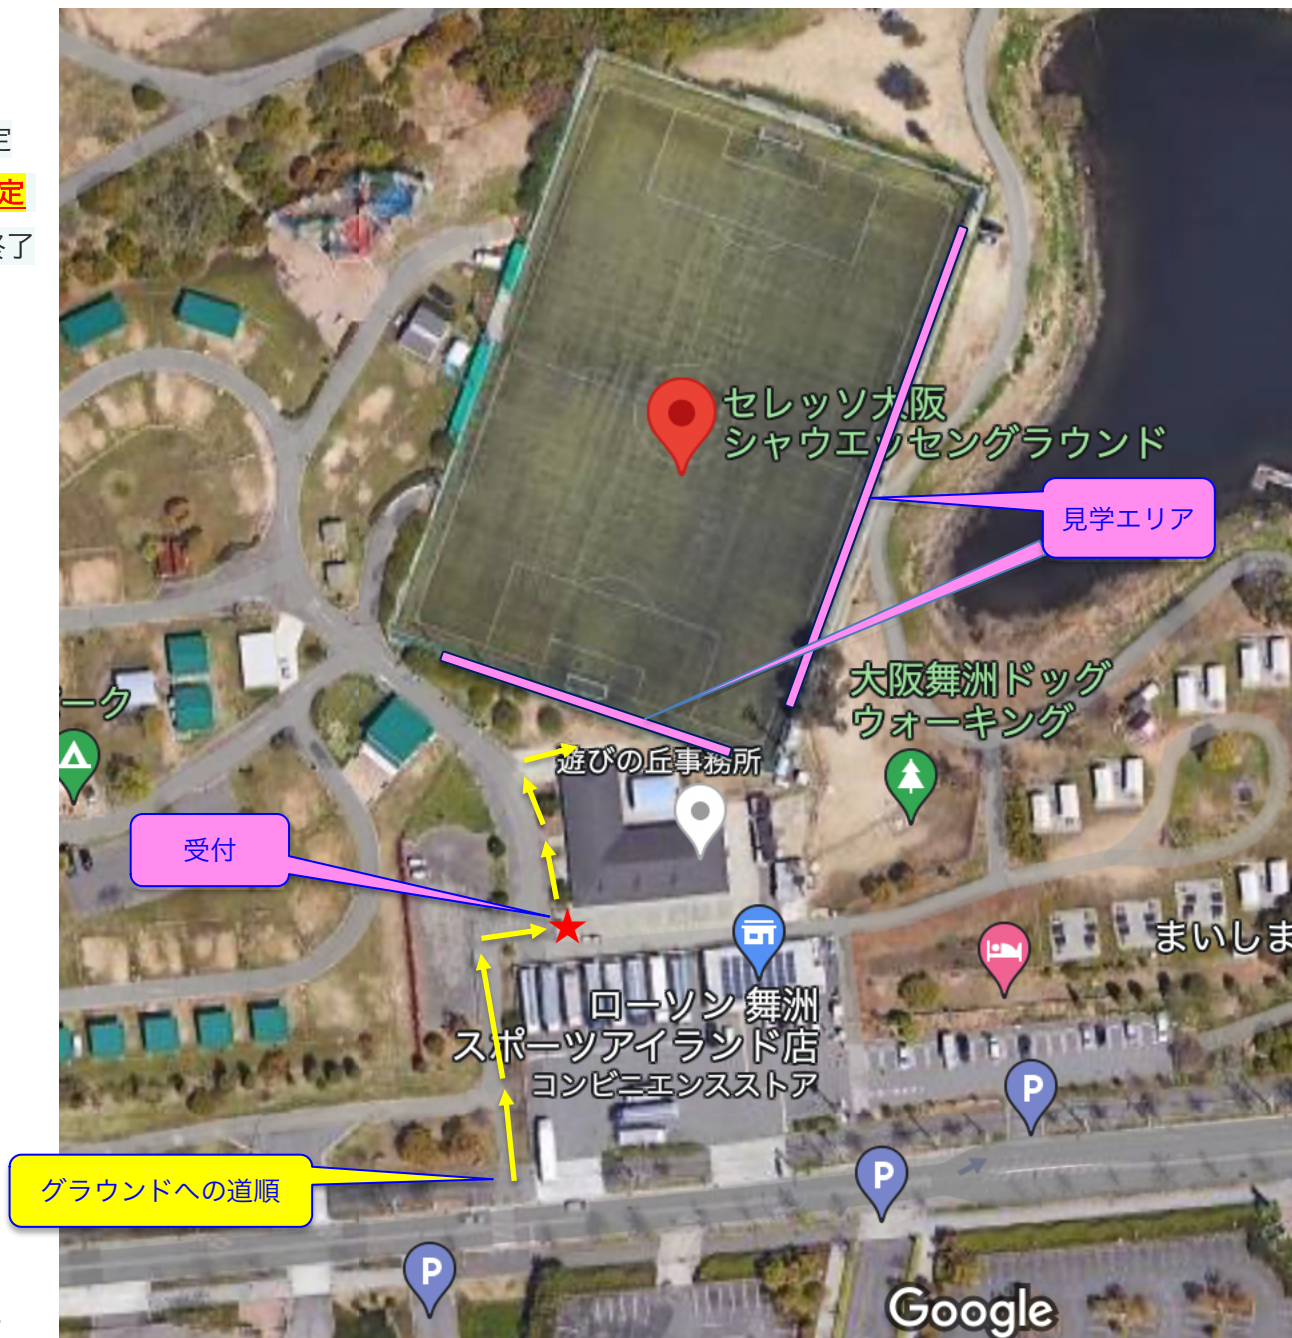 定
定
終了
セレッソ大阪
シャウエッセングラウンド
見学エリア
大阪舞洲ドッグ
ウォーキング
ーク
遊びの丘事務所
受付
まいしま
ローソン 舞洲
スポーツアイランド店
コンビニエンスストア
P
グラウンドへの道順
P
P
Google